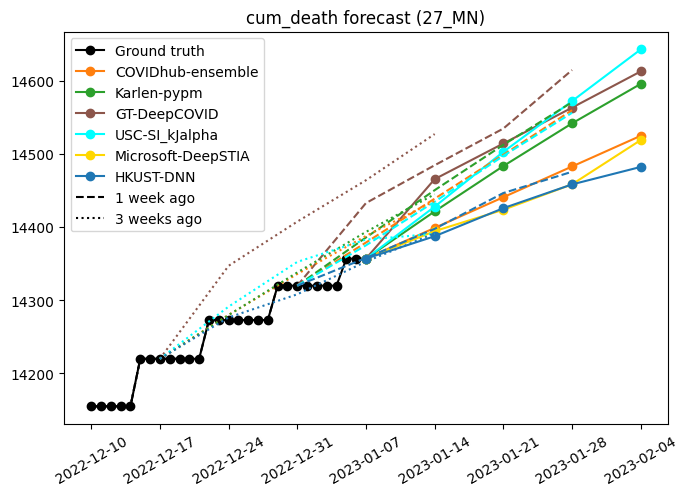 cum_death forecast (27_MN)
Ground truth
COVIDhub-ensemble
Karlen-pypm
GT-DeepCOVID
USC-SI_kJalpha
Microsoft-DeepSTIA
HKUST-DNN
1 week ago
3 weeks ago
14600
14500
14400
14300
14200
2022-12-10
2022-12-17
2022-12-24
2022-12-31
2023-01-07
2023-01-14
2023-01-21
2023-01-28
2023-02-04